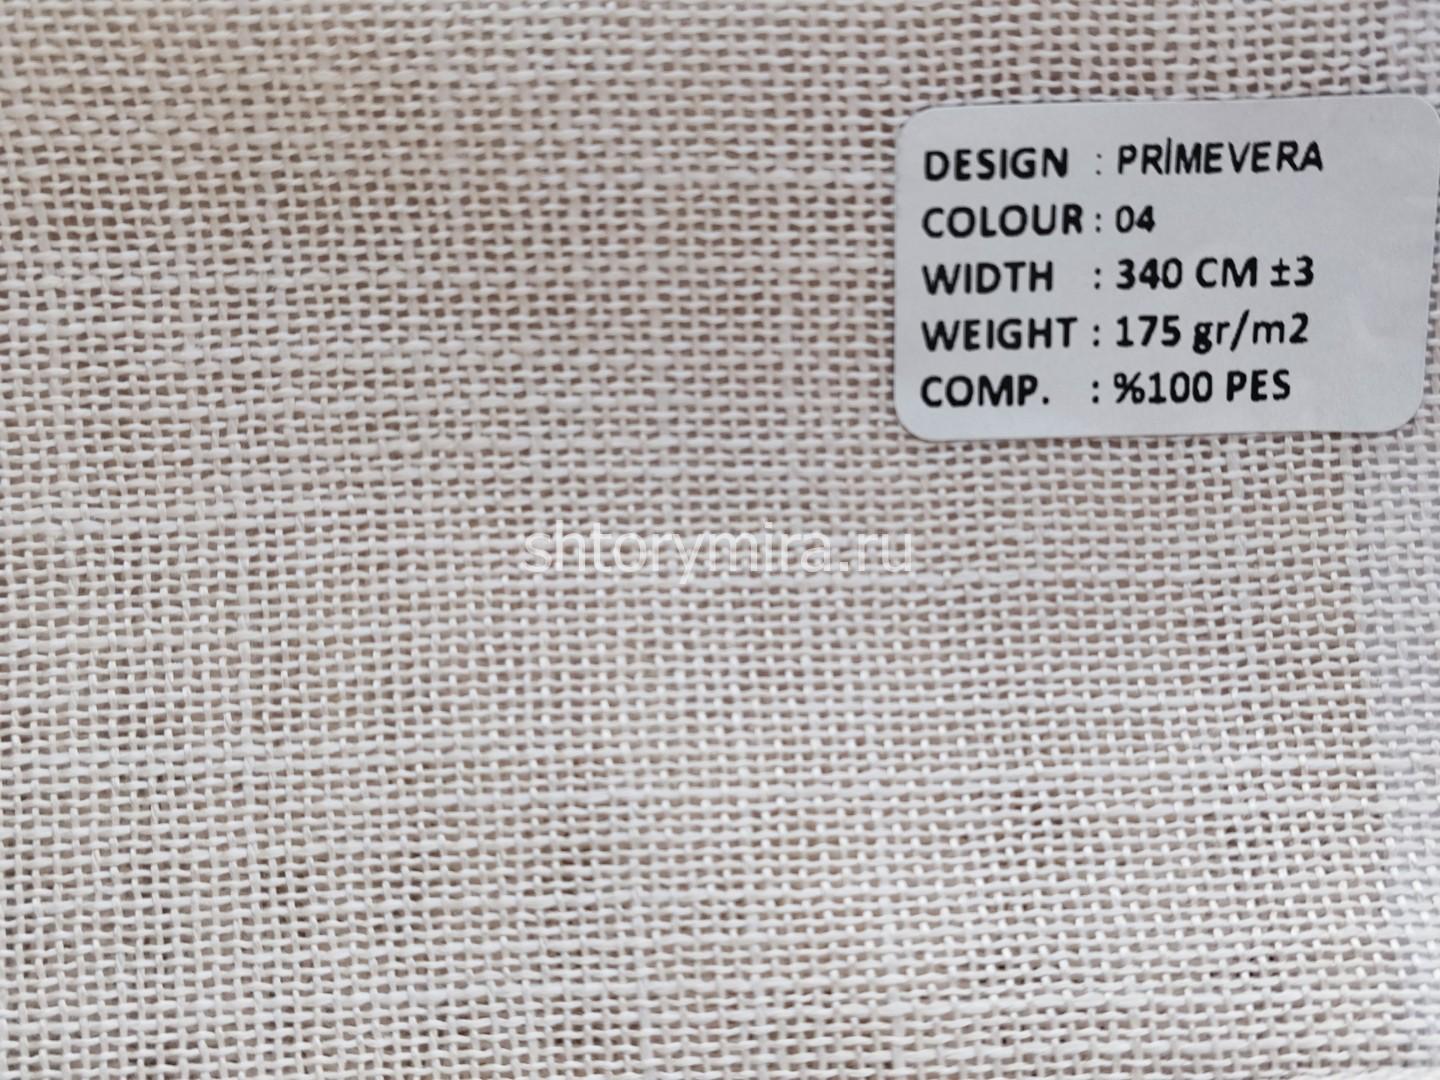 DESIGN : PRİMEVERA
COLOUR : 04
WIDTH : 340 CM ±3
WEIGHT : 175 gr/m2
COMP. : %100 PES
shtorymira.ru